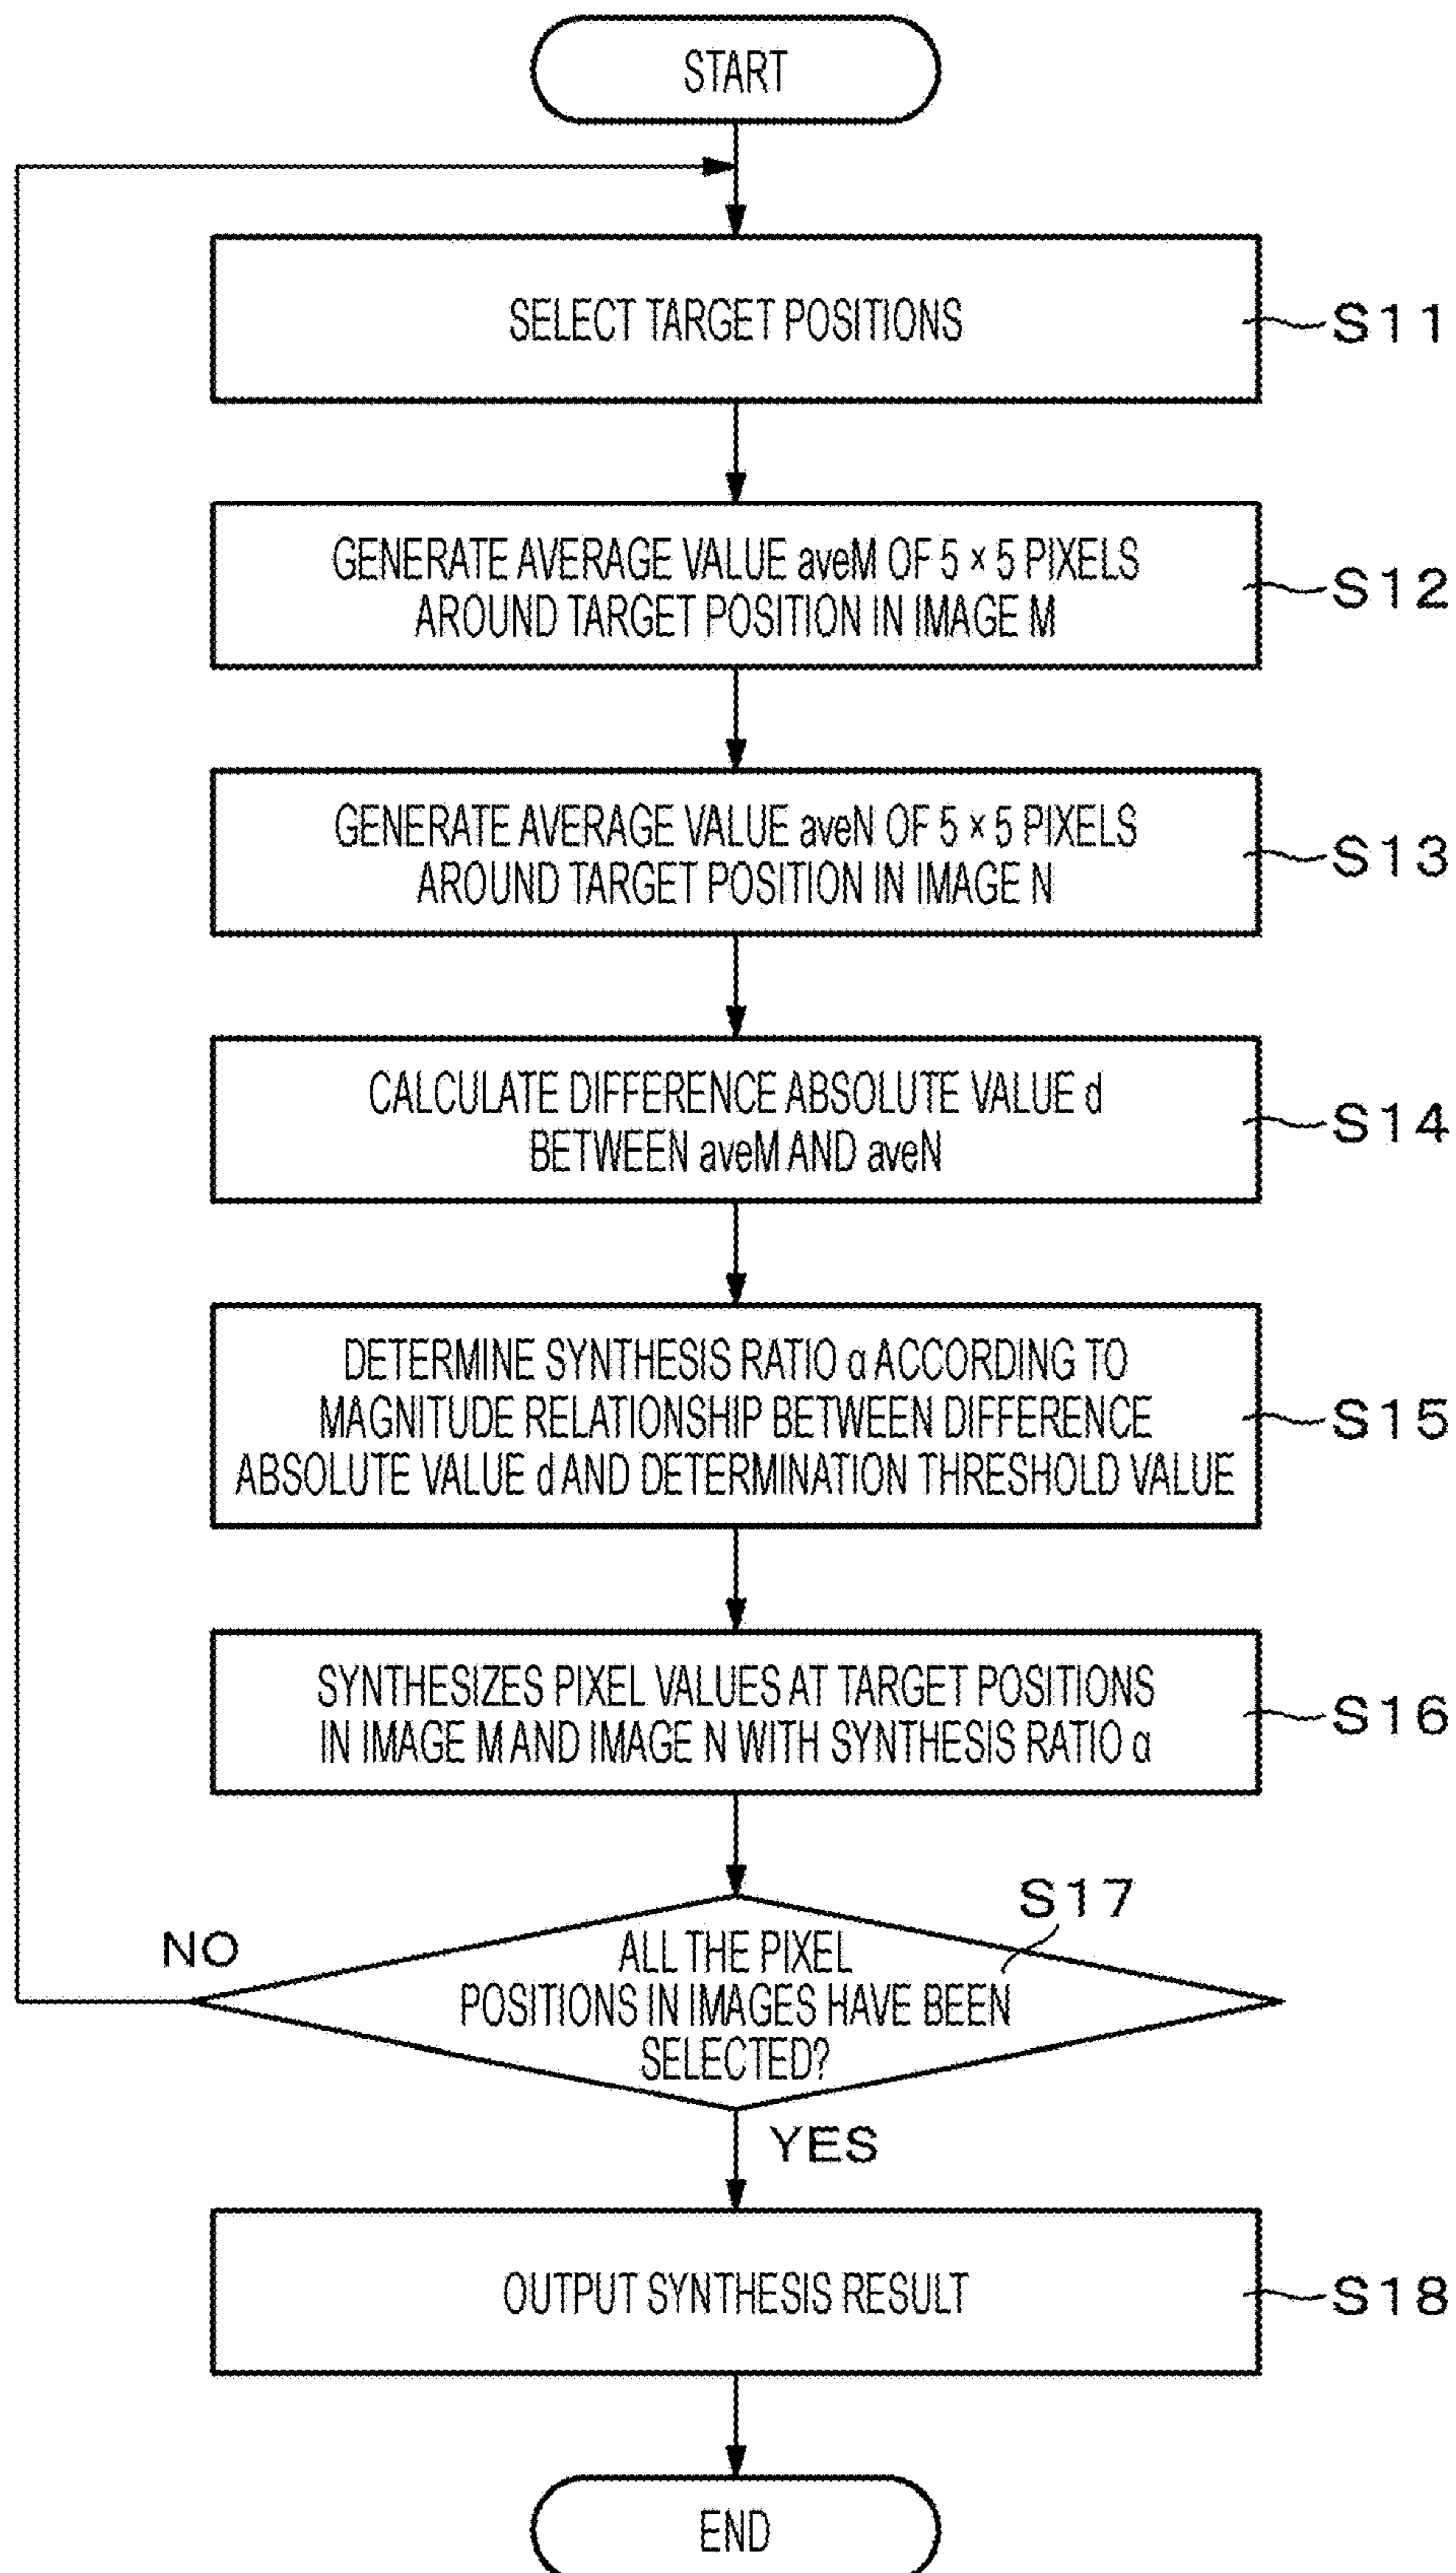 START
SELECT TARGET POSITIONS
S11
GENERATE AVERAGE VALUE aveM OF 5 × 5 PIXELS
AROUND TARGET POSITION IN IMAGE M
S12
GENERATE AVERAGE VALUE aveN OF 5 × 5 PIXELS
AROUND TARGET POSITION IN IMAGE N
S13
CALCULATE DIFFERENCE ABSOLUTE VALUE d
BETWEEN aveM AND aveN
S14
DETERMINE SYNTHESIS RATIO α ACCORDING TO
MAGNITUDE RELATIONSHIP BETWEEN DIFFERENCE
ABSOLUTE VALUE d AND DETERMINATION THRESHOLD VALUE
S15
SYNTHESIZES PIXEL VALUES AT TARGET POSITIONS
IN IMAGE M AND IMAGE N WITH SYNTHESIS RATIO α
S16
S17
NO
ALL THE PIXEL
POSITIONS IN IMAGES HAVE BEEN
SELECTED?
YES
OUTPUT SYNTHESIS RESULT
S18
END